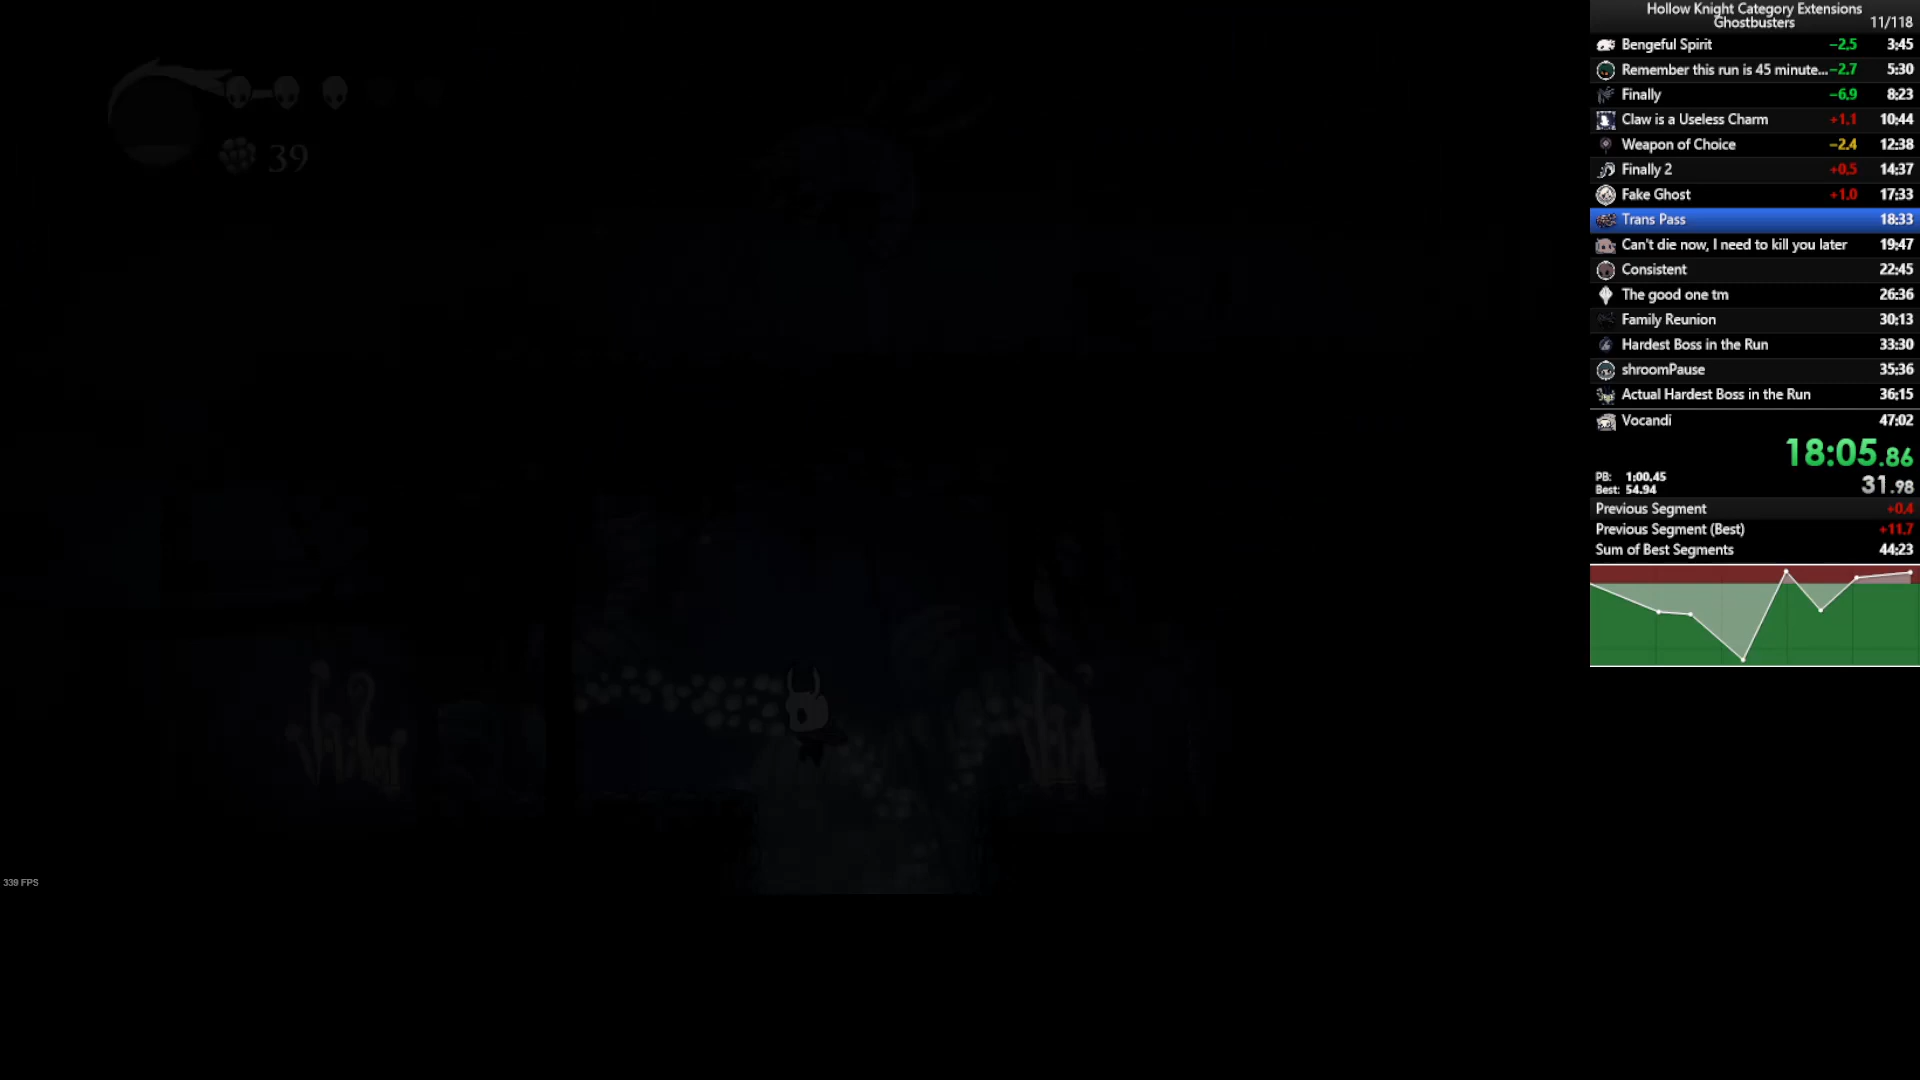 39
339 FPS
Hollow Knight Category Extensions
Ghostbusters 11/118
Bengeful Spirit −2.5 3:45
Remember this run is 45 minute... −2.7 5:30
Finally −6.9 8:23
Claw is a Useless Charm +1.1 10:44
Weapon of Choice −2.4 12:38
Finally 2 +0.5 14:37
Fake Ghost +1.0 17:33
Trans Pass 18:33
Can't die now, I need to kill you later 19:47
Consistent 22:45
The good one tm 26:36
Family Reunion 30:13
Hardest Boss in the Run 33:30
shroomPause 35:36
Actual Hardest Boss in the Run 36:15
Vocandi 47:02
18:05.86
PB: 1:00.45
Best: 54.94
31.98
Previous Segment +0.4
Previous Segment (Best) +11.7
Sum of Best Segments 44:23